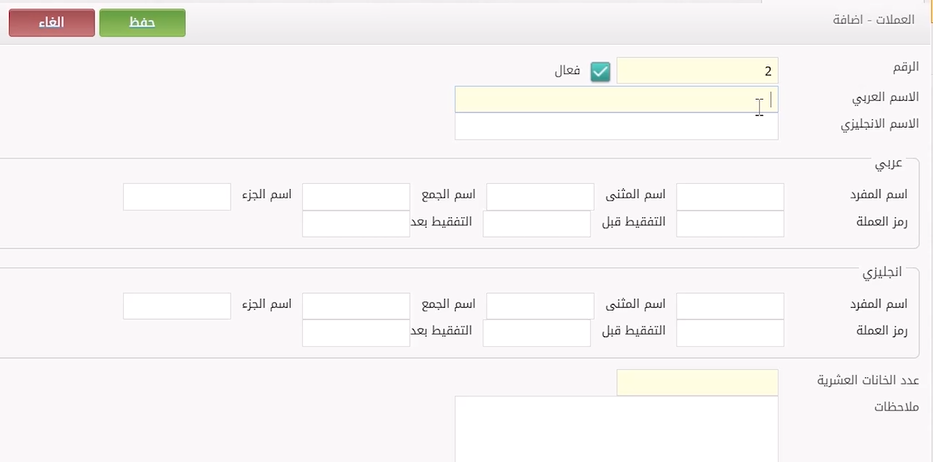 العملات - اضافة حفظ الغاء
الرقم 2 فعال
الاسم العربي
الاسم الانجليزي
عربي
اسم المفرد اسم المثنى اسم الجمع اسم الجزء
رمز العملة التفقيط قبل التفقيط بعد
انجليزي
اسم المفرد اسم المثنى اسم الجمع اسم الجزء
رمز العملة التفقيط قبل التفقيط بعد
عدد الخانات العشرية
ملاحظات